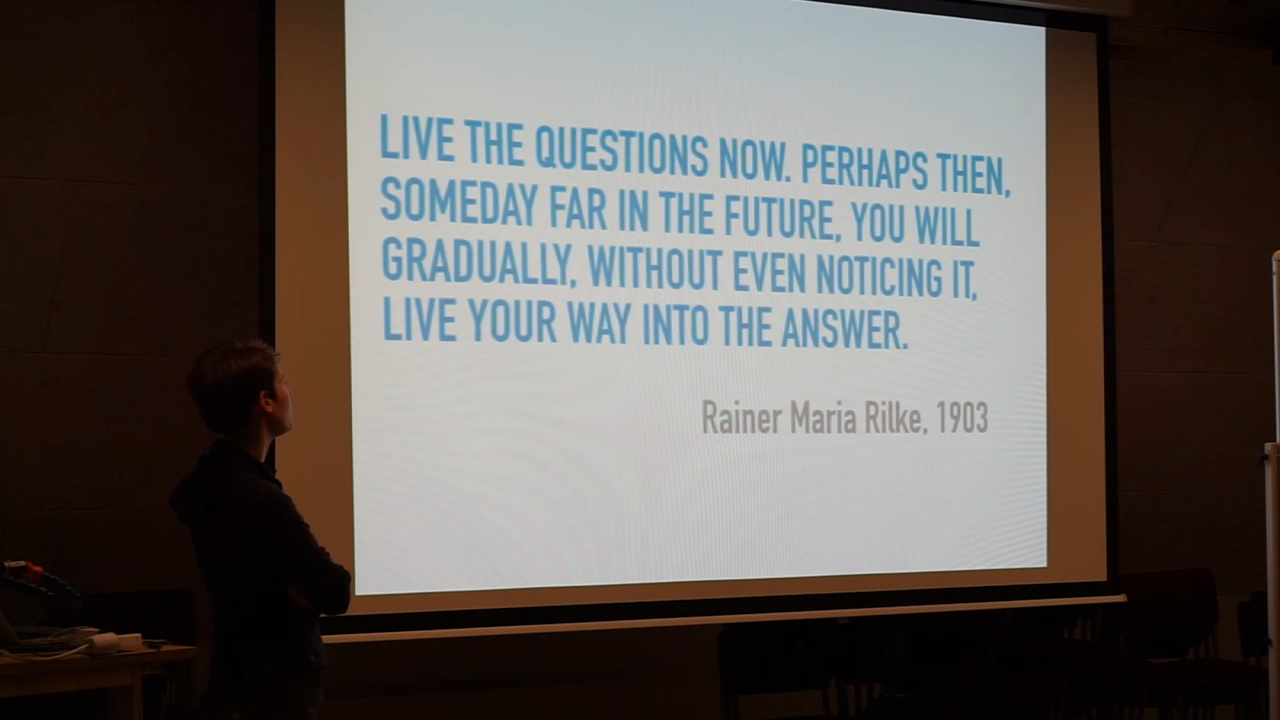 LIVE THE QUESTIONS NOW. PERHAPS THEN,
SOMEDAY FAR IN THE FUTURE, YOU WILL
GRADUALLY, WITHOUT EVEN NOTICING IT,
LIVE YOUR WAY INTO THE ANSWER.
Rainer Maria Rilke, 1903